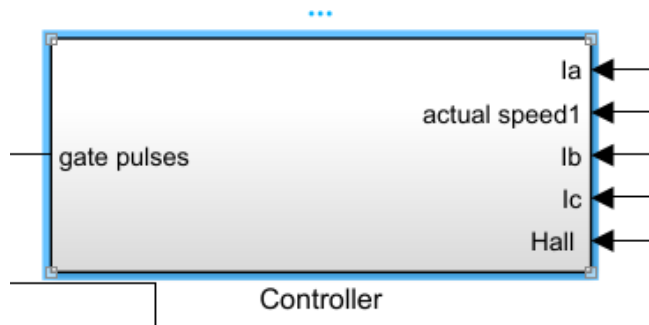 Ia
actual speed1
gate pulses
Ib
Ic
Hall
Controller